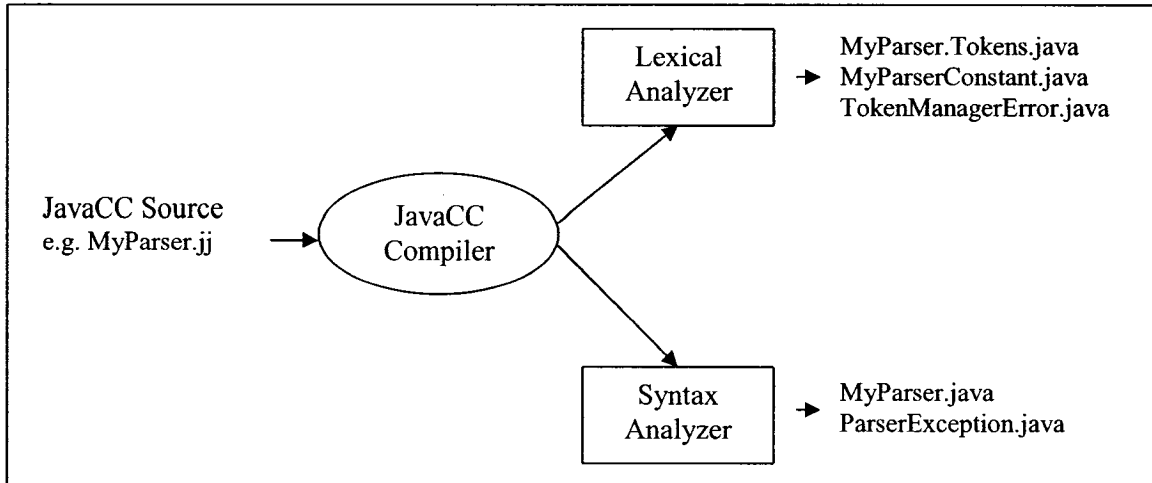 Lexical
Analyzer
MyParser.Tokens.java
MyParserConstant.java
TokenManagerError.java
JavaCC Source
e.g. MyParser.jj
JavaCC
Compiler
Syntax
Analyzer
MyParser.java
ParserException.java